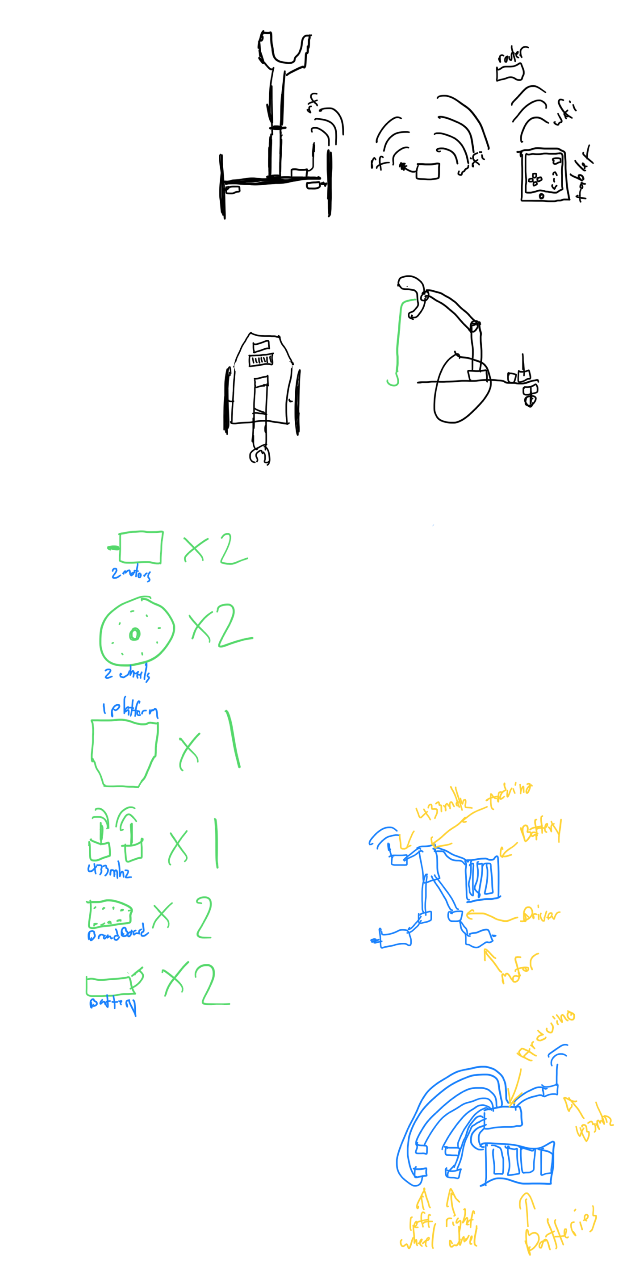 router
rf
wifi
rf
wifi
tablet
x 2
2 motors
x 2
2 wheels
1 platform
x 1
x 1
433mhz
x 2
x 2
Battery
433mhz
Arduino
Battery
Driver
motor
Arduino
433mhz
left
wheel
right
wheel
Batteries